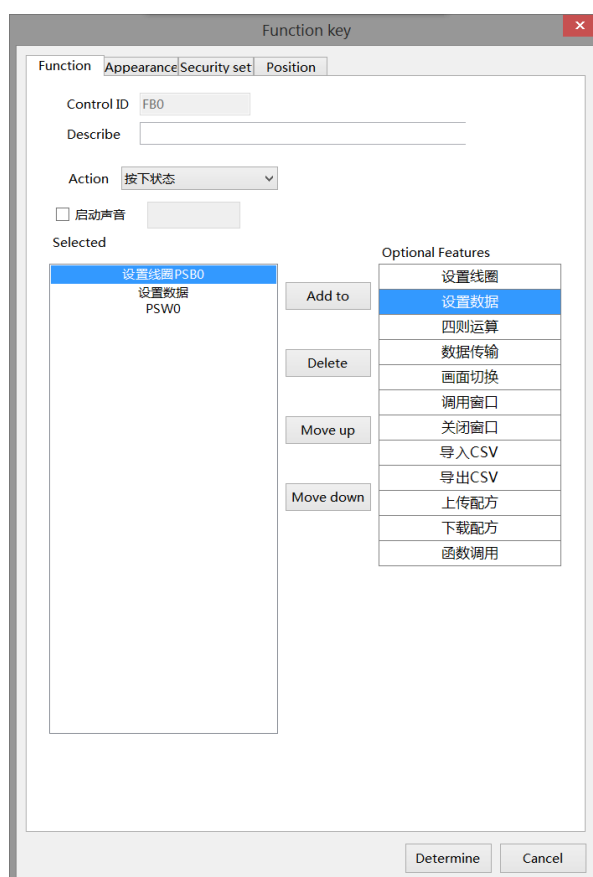 Function key
Function Appearance Security set Position
Control ID FB0
Describe
Action 按下状态
启动声音
Selected
Optional Features
设置线圈PSB0
设置数据
PSW0
Add to
Delete
Move up
Move down
设置线圈
设置数据
四则运算
数据传输
画面切换
调用窗口
关闭窗口
导入CSV
导出CSV
上传配方
下载配方
函数调用
Determine Cancel